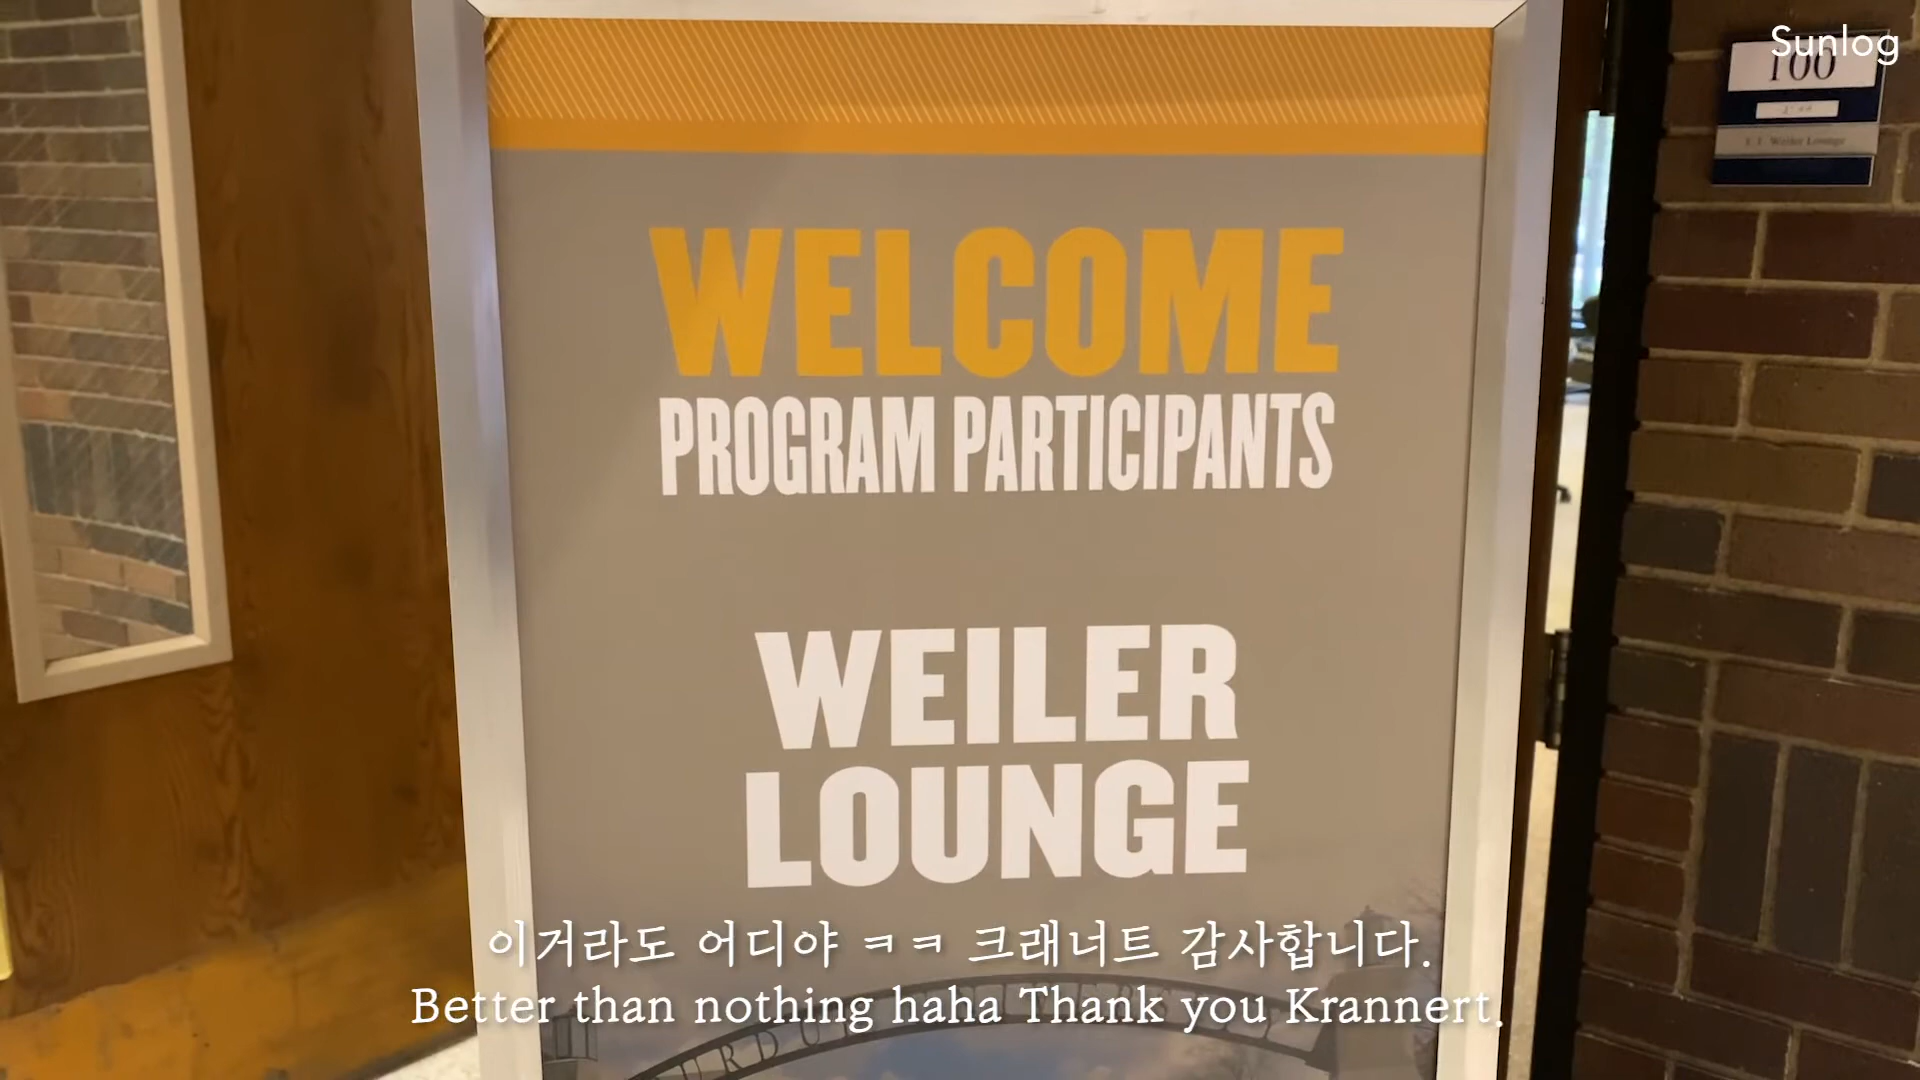 Sunlog
100
WELCOME
PROGRAM PARTICIPANTS
WEILER
LOUNGE
이거라도 어디야 ㅋㅋ 크래너트 감사합니다.
Better than nothing haha Thank you Krannert.